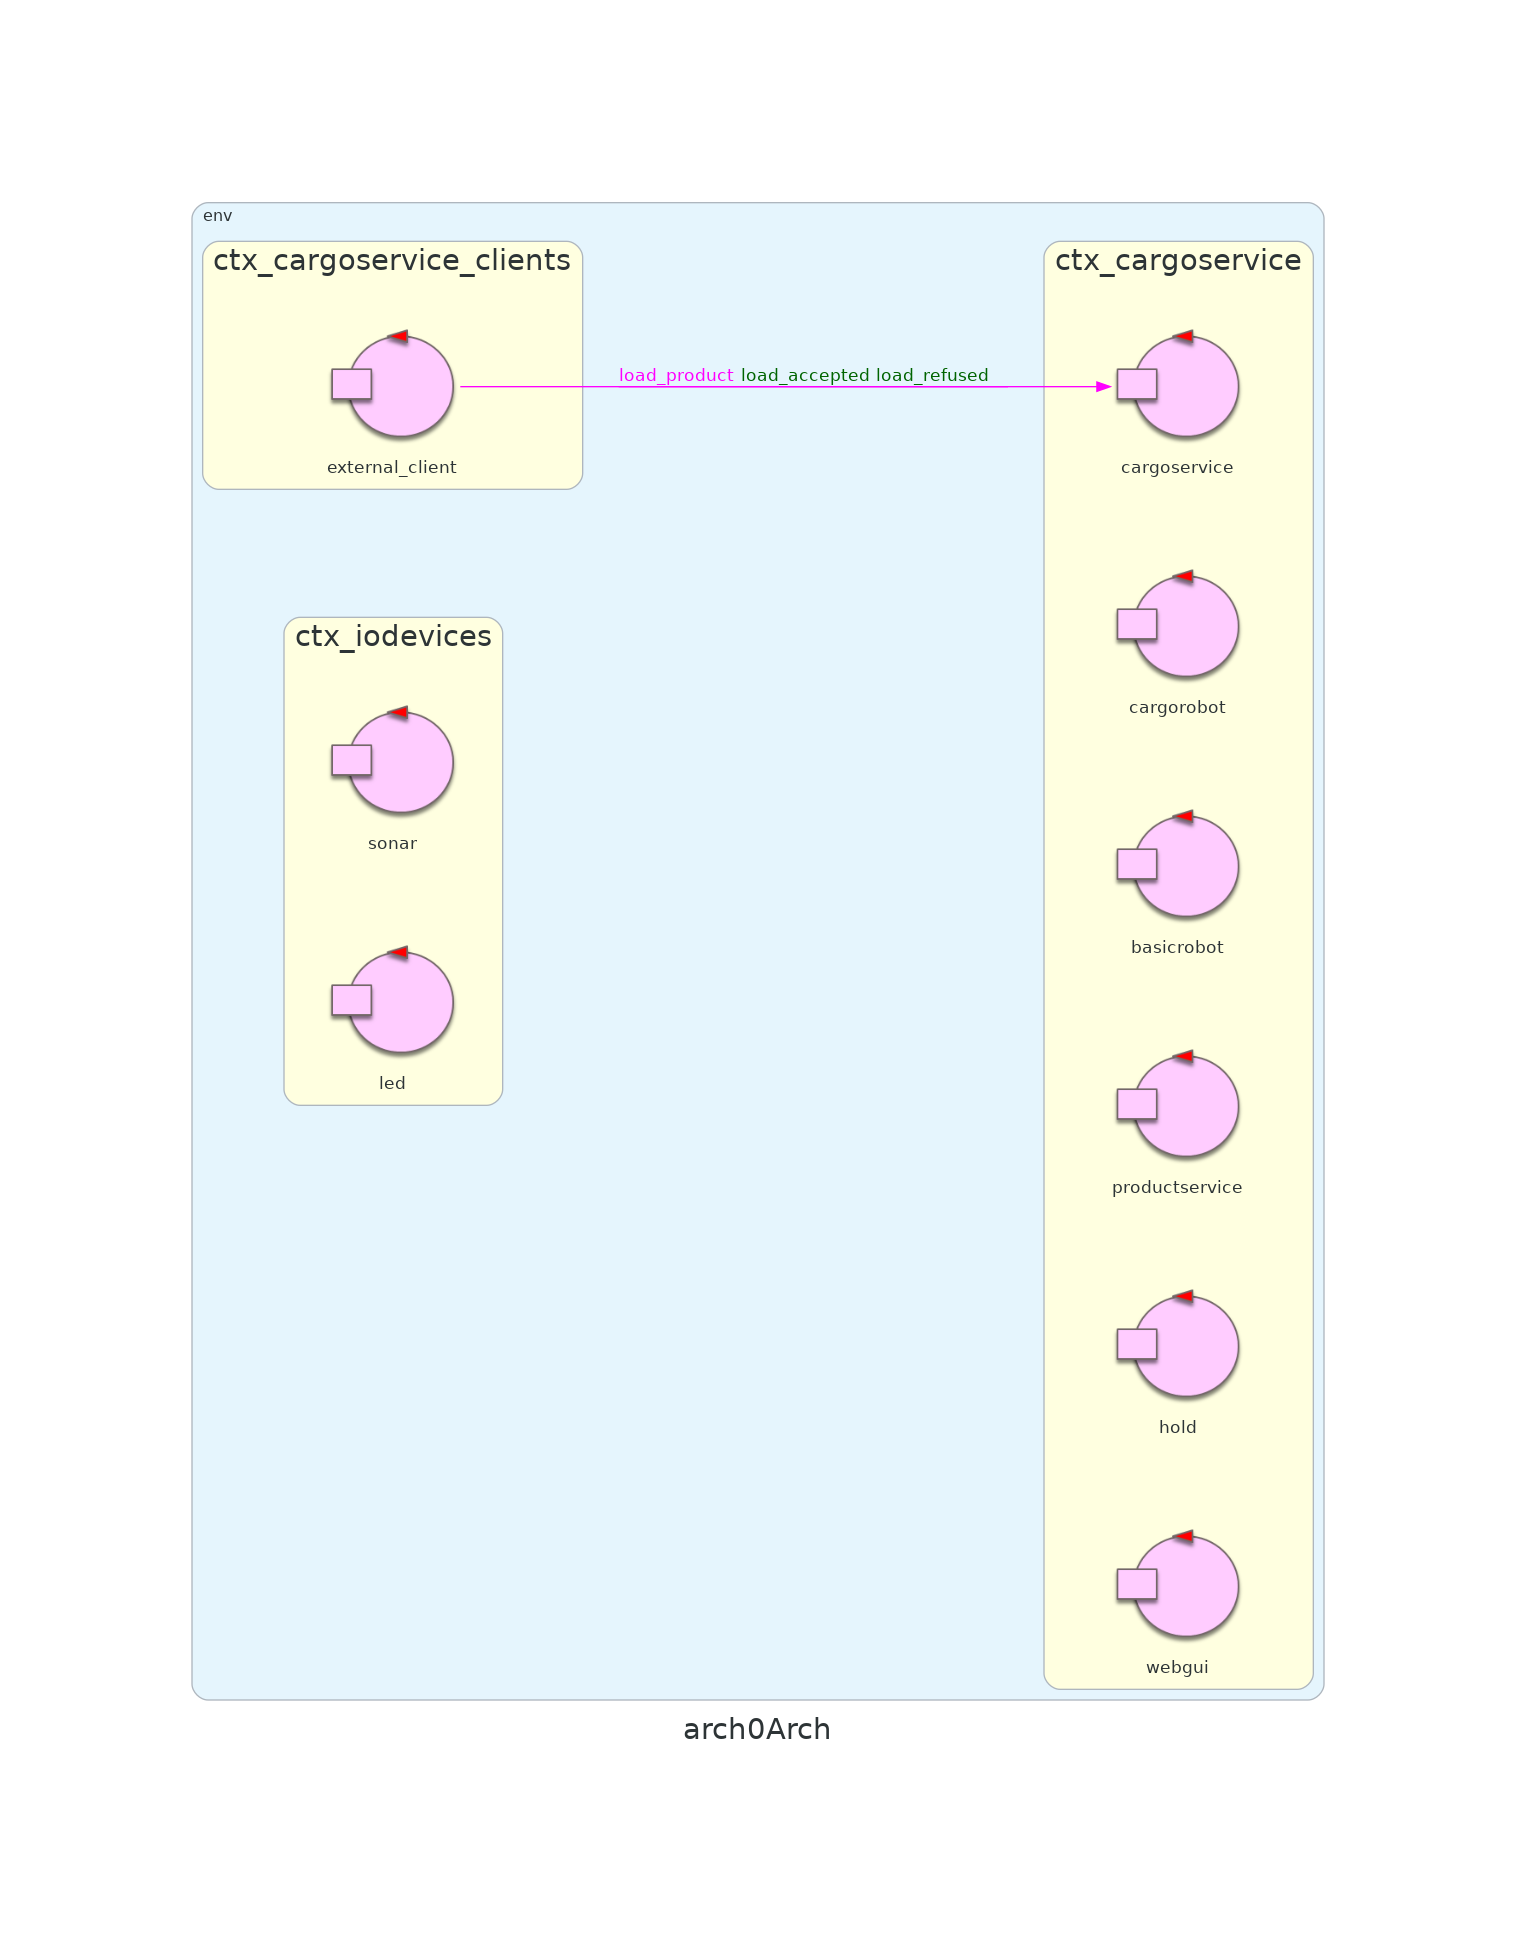 env
ctx_cargoservice_clients
ctx_cargoservice
load_product load_accepted load_refused
external_client
cargoservice
ctx_iodevices
cargorobot
sonar
basicrobot
led
productservice
hold
webgui
arch0Arch